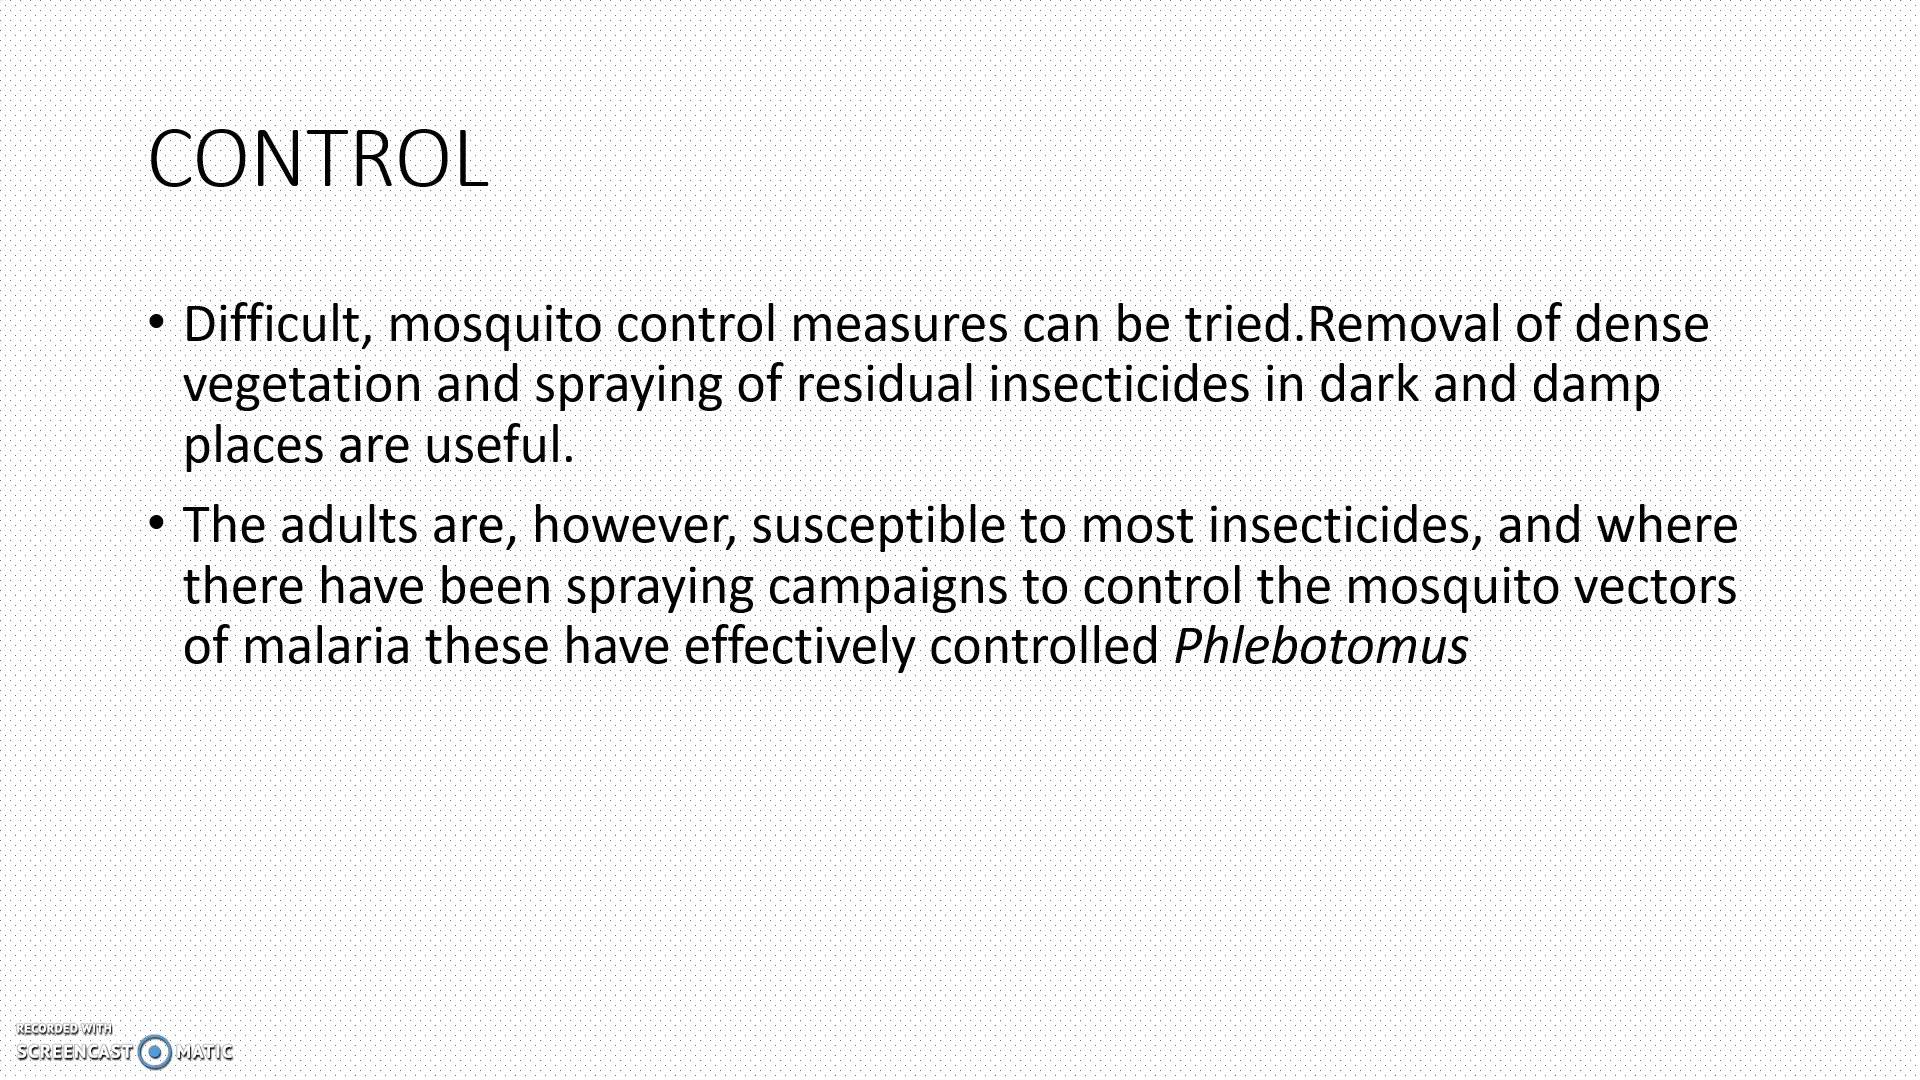 CONTROL
• Difficult, mosquito control measures can be tried.Removal of dense
vegetation and spraying of residual insecticides in dark and damp
places are useful.
• The adults are, however, susceptible to most insecticides, and where
there have been spraying campaigns to control the mosquito vectors
of malaria these have effectively controlled Phlebotomus
RECORDED WITH
SCREENCAST MATIC